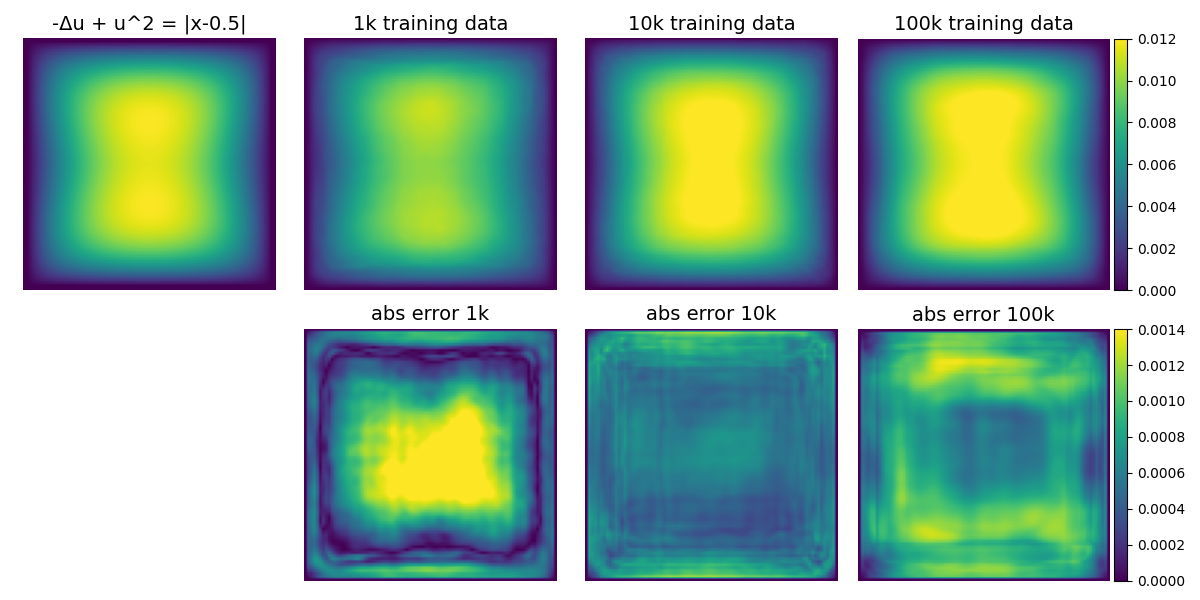 -Δu + u^2 = |x-0.5|
1k training data
10k training data
100k training data
0.012
0.010
0.008
0.006
0.004
0.002
0.000
abs error 1k
abs error 10k
abs error 100k
0.0014
0.0012
0.0010
0.0008
0.0006
0.0004
0.0002
0.0000